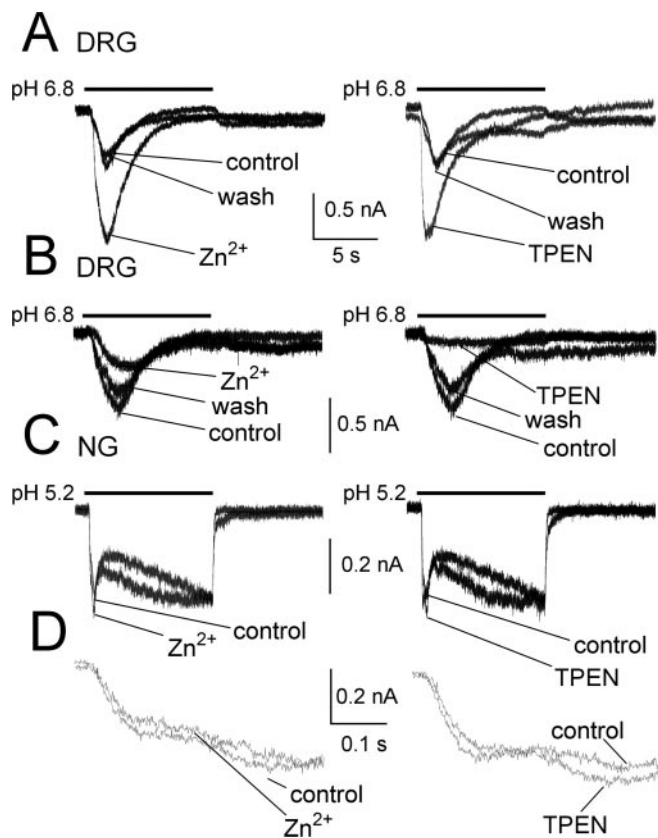 A DRG
pH 6.8
pH 6.8
control
wash
Zn2+
0.5 nA
5 s
control
wash
TPEN
B DRG
pH 6.8
pH 6.8
Zn2+
wash
control
0.5 nA
TPEN
wash
control
C NG
pH 5.2
pH 5.2
control
Zn2+
0.2 nA
control
TPEN
D
0.2 nA
0.1 s
control
Zn2+
control
TPEN